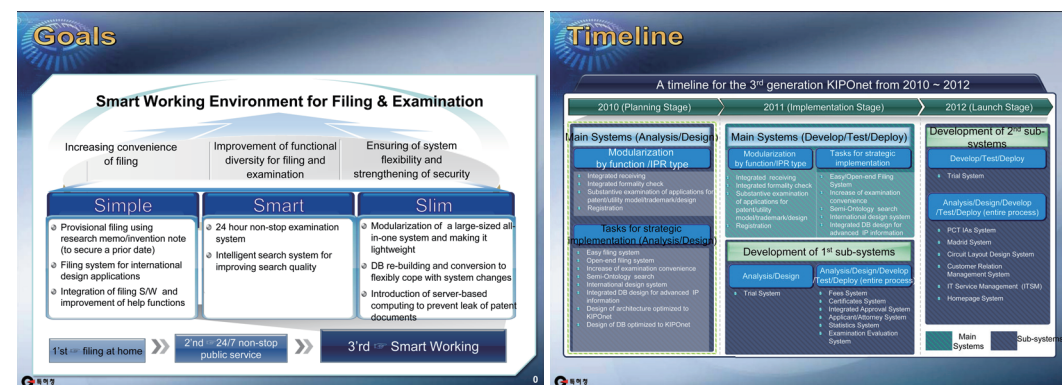 Goals
Smart Working Environment for Filing & Examination
Increasing convenience
of filing
Improvement of functional
diversity for filing and
examination
Ensuring of system
flexibility and
strengthening of security
Simple
Provisional filing using
research memo/invention note
(to secure a prior date)
Filing system for international
design applications
Integration of filing S/W and
improvement of help functions
Smart
24 hour non-stop examination
system
Intelligent search system for
improving search quality
Slim
Modularization of a large-sized all-
in-one system and making it
lightweight
DB re-building and conversion to
flexibly cope with system changes
Introduction of server-based
computing to prevent leak of patent
documents
1'st ☞ filing at home
2'nd ☞ 24/7 non-stop
public service
3'rd ☞ Smart Working
특허청
0
Timeline
A timeline for the 3rd generation KIPOnet from 2010 ~ 2012
2010 (Planning Stage)
2011 (Implementation Stage)
2012 (Launch Stage)
Main Systems (Analysis/Design)
Modularization
by function /IPR type
Integrated receiving
Integrated formality check
Substantive examination of applications for
patent/utility model/trademark/design
Registration
Tasks for strategic
implementation (Analysis/Design)
Easy filing system
Open-end filing system
Increase of examination convenience
Semi-Ontology search
International design system
Integrated DB design for advanced IP
information
Design of architecture optimized to
KIPOnet
Design of DB optimized to KIPOnet
Main Systems (Develop/Test/Deploy)
Modularization
by function/IPR type
Integrated receiving
Integrated formality check
Substantive examination
of applications for
patent/utility
model/trademark/design
Registration
Tasks for strategic
implementation
Easy/Open-end Filing
System
Increase of examination
convenience
Semi-Ontology search
International design system
Integrated DB design for
advanced IP information
Development of 1st sub-systems
Analysis/Design
Trial System
Analysis/Design/Develop
/Test/Deploy (entire process)
Fees System
Certificates System
Integrated Approval System
Applicant/Attorney System
Statistics System
Examination Evaluation
System
Development of 2nd sub-
systems
Develop/Test/Deploy
Trial System
Analysis/Design/Develop
/Test/Deploy (entire process)
PCT IAs System
Madrid System
Circuit Layout Design System
Customer Relation
Management System
IT Service Management (ITSM)
Homepage System
Main
Systems
Sub-systems
특허청